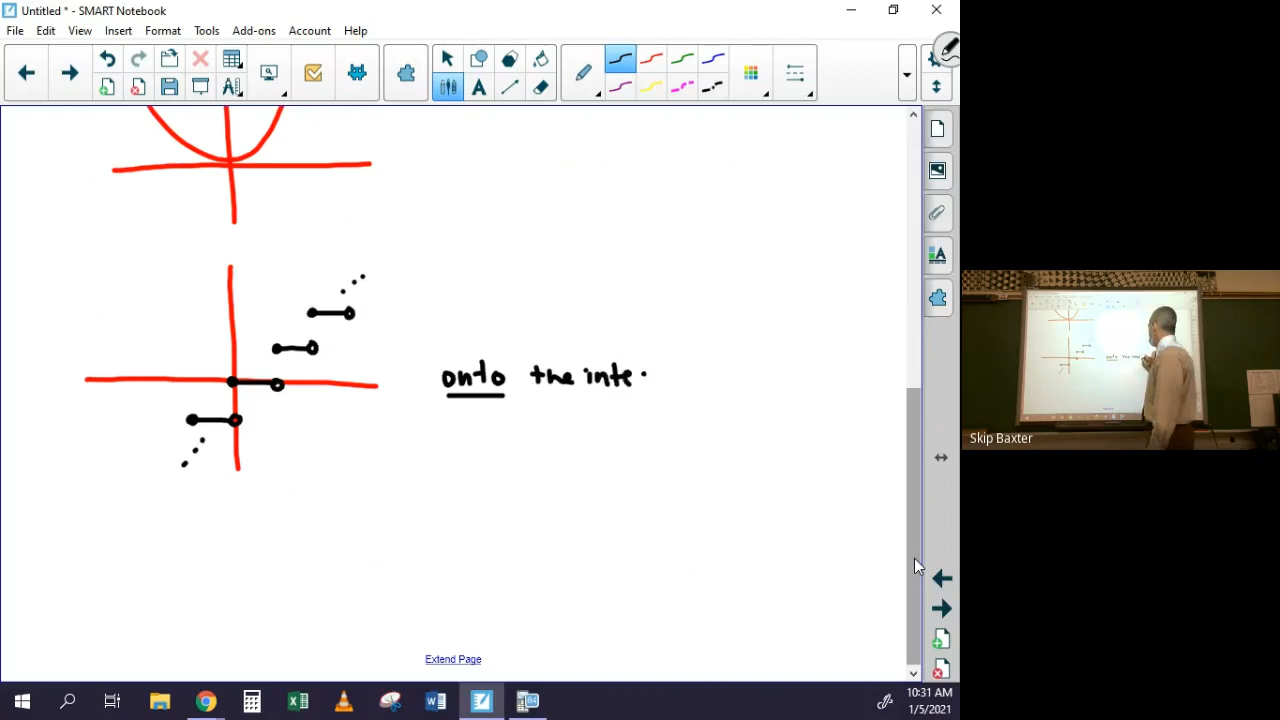 Untitled * - SMART Notebook
File Edit View Insert Format Tools Add-ons Account Help
onto the inte
Skip Baxter
Extend Page
10:31 AM
1/5/2021